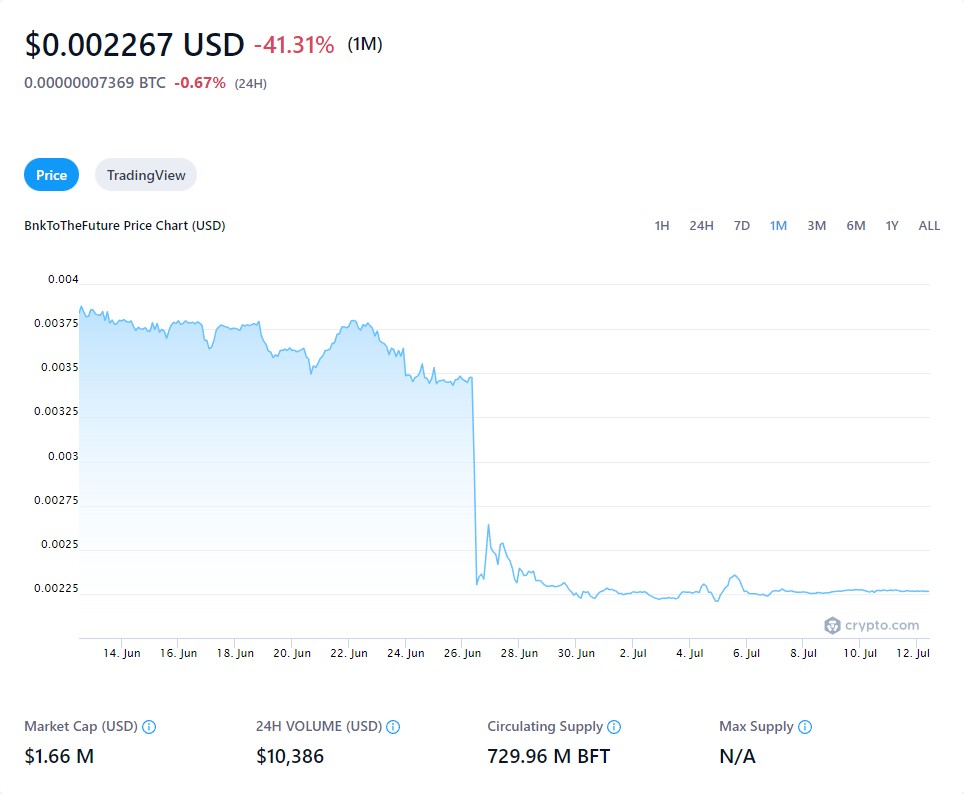 $0.002267 USD -41.31% (1M)
0.00000007369 BTC -0.67% (24H)
Price TradingView
BnkToTheFuture Price Chart (USD) 1H 24H 7D 1M 3M 6M 1Y ALL
0.004
0.00375
0.0035
0.00325
0.003
0.00275
0.0025
0.00225
crypto.com
14. Jun 16. Jun 18. Jun 20. Jun 22. Jun 24. Jun 26. Jun 28. Jun 30. Jun 2. Jul 4. Jul 6. Jul 8. Jul 10. Jul 12. Jul
Market Cap (USD) 24H VOLUME (USD) Circulating Supply Max Supply
$1.66 M $10,386 729.96 M BFT N/A